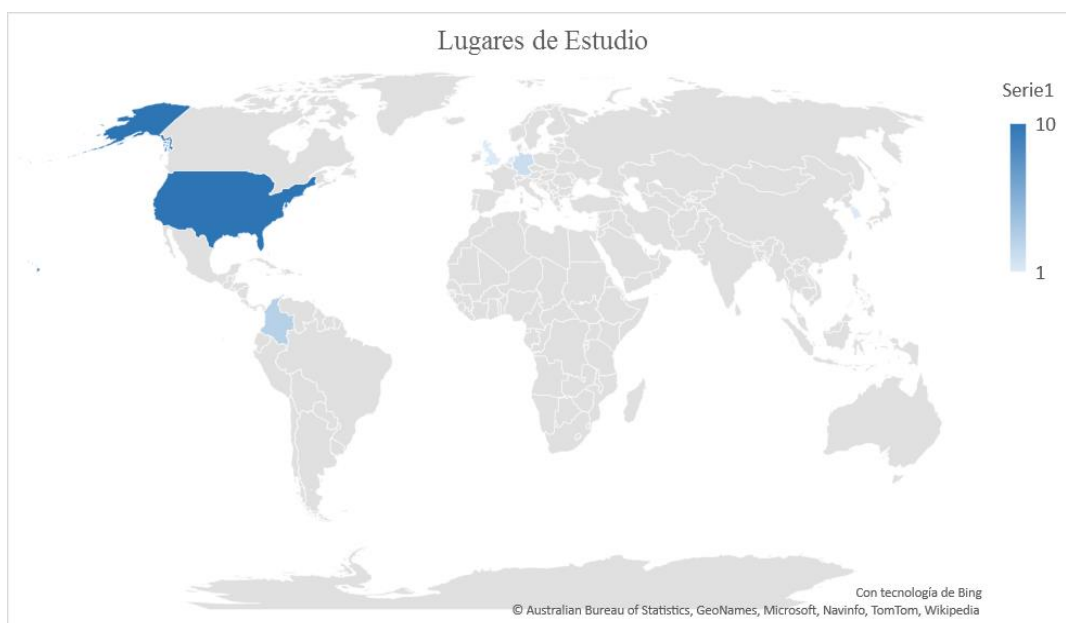 Lugares de Estudio
Serie1
10
1
Con tecnología de Bing
© Australian Bureau of Statistics, GeoNames, Microsoft, Navinfo, TomTom, Wikipedia